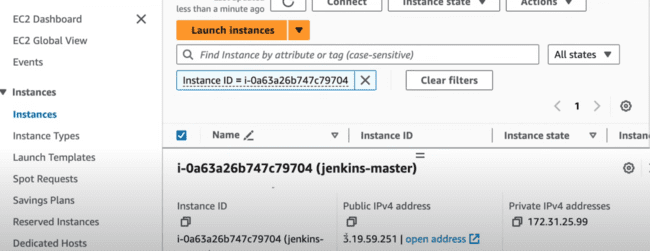 EC2 Dashboard
EC2 Global View
Events
Instances
Instances
Instance Types
Launch Templates
Spot Requests
Savings Plans
Reserved Instances
Dedicated Hosts
less than a minute ago
Connect
Instance state
Actions
Launch instances
Find Instance by attribute or tag (case-sensitive)
All states
Instance ID = i-0a63a26b747c79704
Clear filters
1
Name
Instance ID
Instance state
Instan
i-0a63a26b747c79704 (jenkins-master)
Instance ID
i-0a63a26b747c79704 (jenkins-
Public IPv4 address
3.19.59.251 | open address
Private IPv4 addresses
172.31.25.99